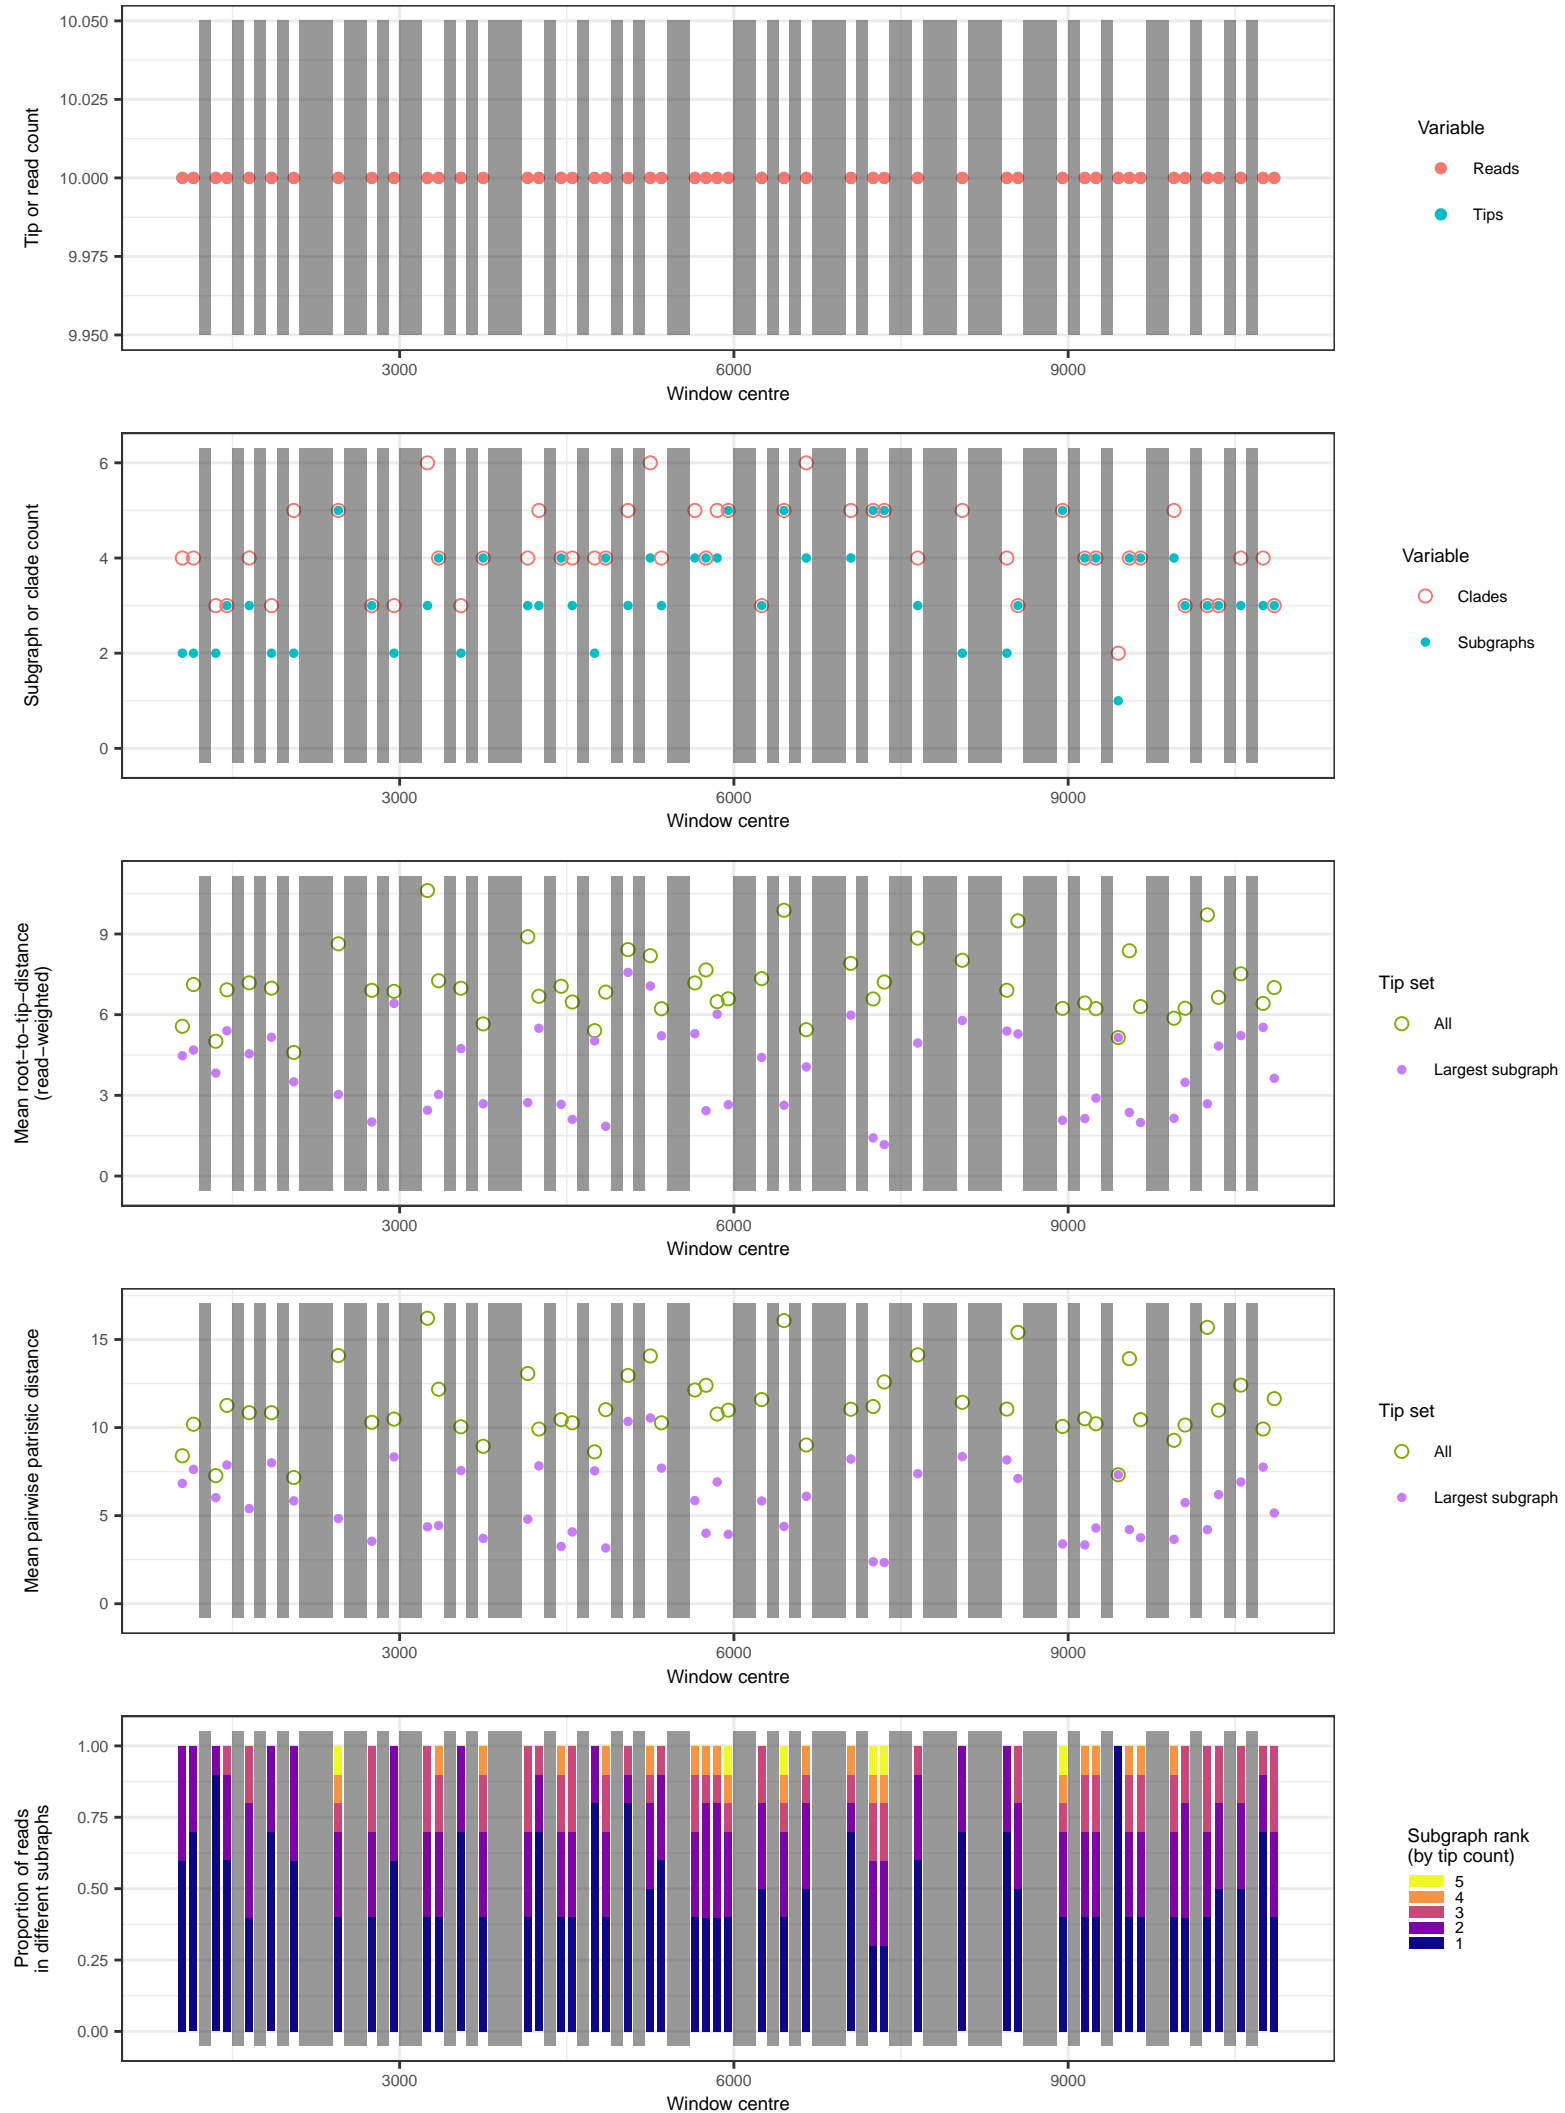 10.050
10.025
10.000
9.975
9.950
Tip or read count
3000
6000
9000
Window centre
Variable
Reads
Tips
6
4
2
0
Subgraph or clade count
3000
6000
9000
Window centre
Variable
Clades
Subgraphs
9
6
3
0
Mean root−to−tip−distance
(read−weighted)
3000
6000
9000
Window centre
Tip set
All
Largest subgraph
15
10
5
0
Mean pairwise patristic distance
3000
6000
9000
Window centre
Tip set
All
Largest subgraph
1.00
0.75
0.50
0.25
0.00
Proportion of reads
in different subraphs
3000
6000
9000
Window centre
Subgraph rank
(by tip count)
5
4
3
2
1